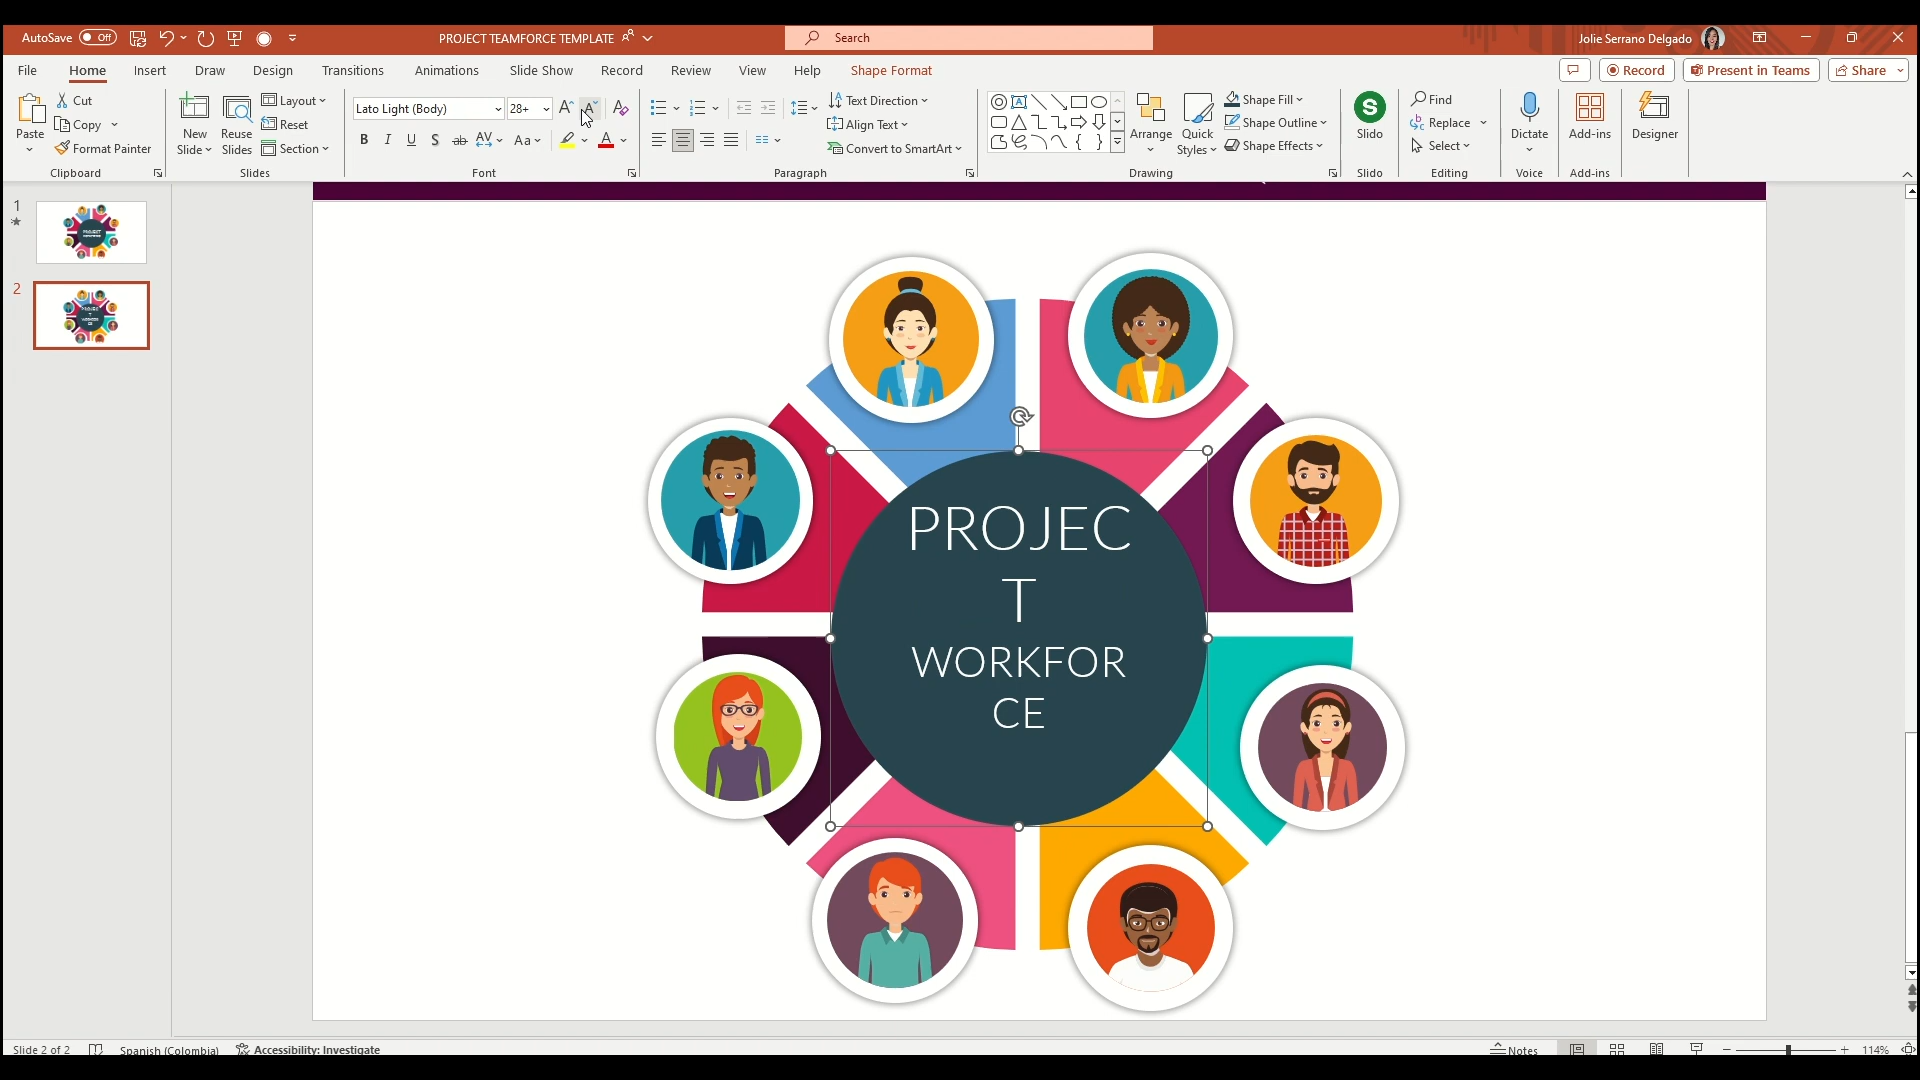 AutoSave Off
PROJECT TEAMFORCE TEMPLATE
Search
Jolie Serrano Delgado
File Home Insert Draw Design Transitions Animations Slide Show Record Review View Help Shape Format
Record
Present in Teams
Share
Paste
Cut
Copy
Format Painter
Clipboard
New Slide
Reuse Slides
Layout
Reset
Section
Slides
Lato Light (Body) 28+
B I U S ab AV Aa A
Font
Text Direction
Align Text
Convert to SmartArt
Paragraph
Arrange
Quick Styles
Shape Fill
Shape Outline
Shape Effects
Drawing
S
Slido
Slido
Find
Replace
Select
Editing
Dictate
Voice
Add-ins
Add-ins
Designer
1
2
PROJEC
T
WORKFOR
CE
Slide 2 of 2
Spanish (Colombia)
Accessibility: Investigate
Notes
114%